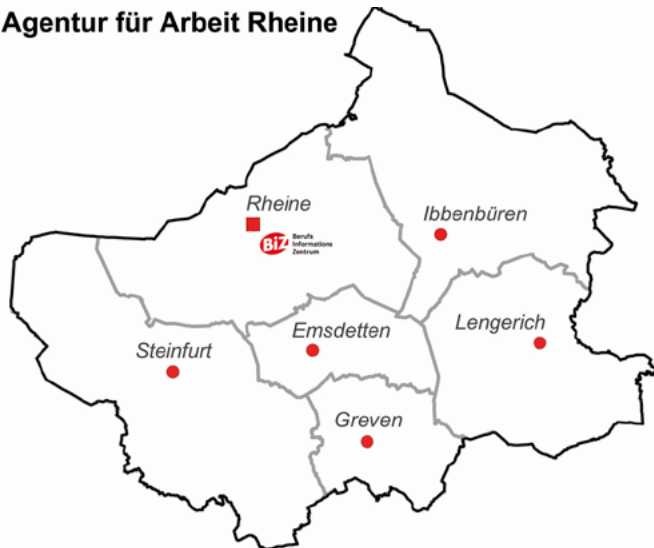 Agentur für Arbeit Rheine
Rheine
Ibbenbüren
BiZ
Berufs
Informations
Zentrum
Emsdetten
Lengerich
Steinfurt
Greven